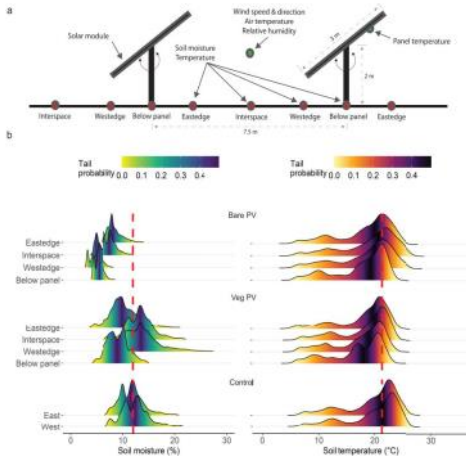 a
Wind speed & direction
Air temperature
Relative humidity
Solar module
Soil moisture
Temperature
3 m
Panel temperature
2 m
Interspace Westedge Below panel Eastedge Interspace Westedge Below panel Eastedge
7.5 m
b
Tail probability 0.0 0.1 0.2 0.3 0.4
Tail probability 0.0 0.1 0.2 0.3 0.4
Bare PV
Eastedge
Interspace
Westedge
Below panel
Veg PV
Eastedge
Interspace
Westedge
Below panel
Control
East
West
0 10 20 30
0 10 20 30
Soil moisture (%)
Soil temperature (°C)